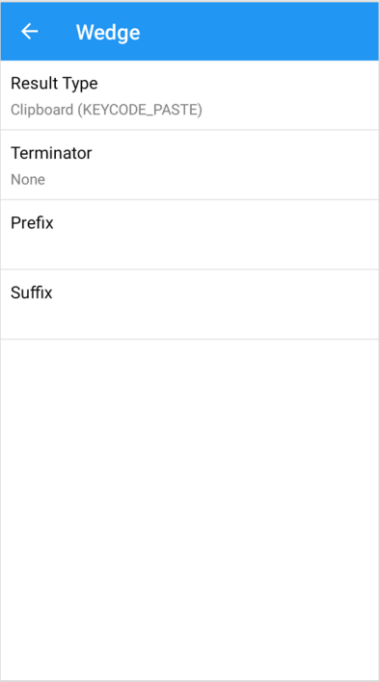 Wedge
Result Type
Clipboard (KEYCODE_PASTE)
Terminator
None
Prefix
Suffix